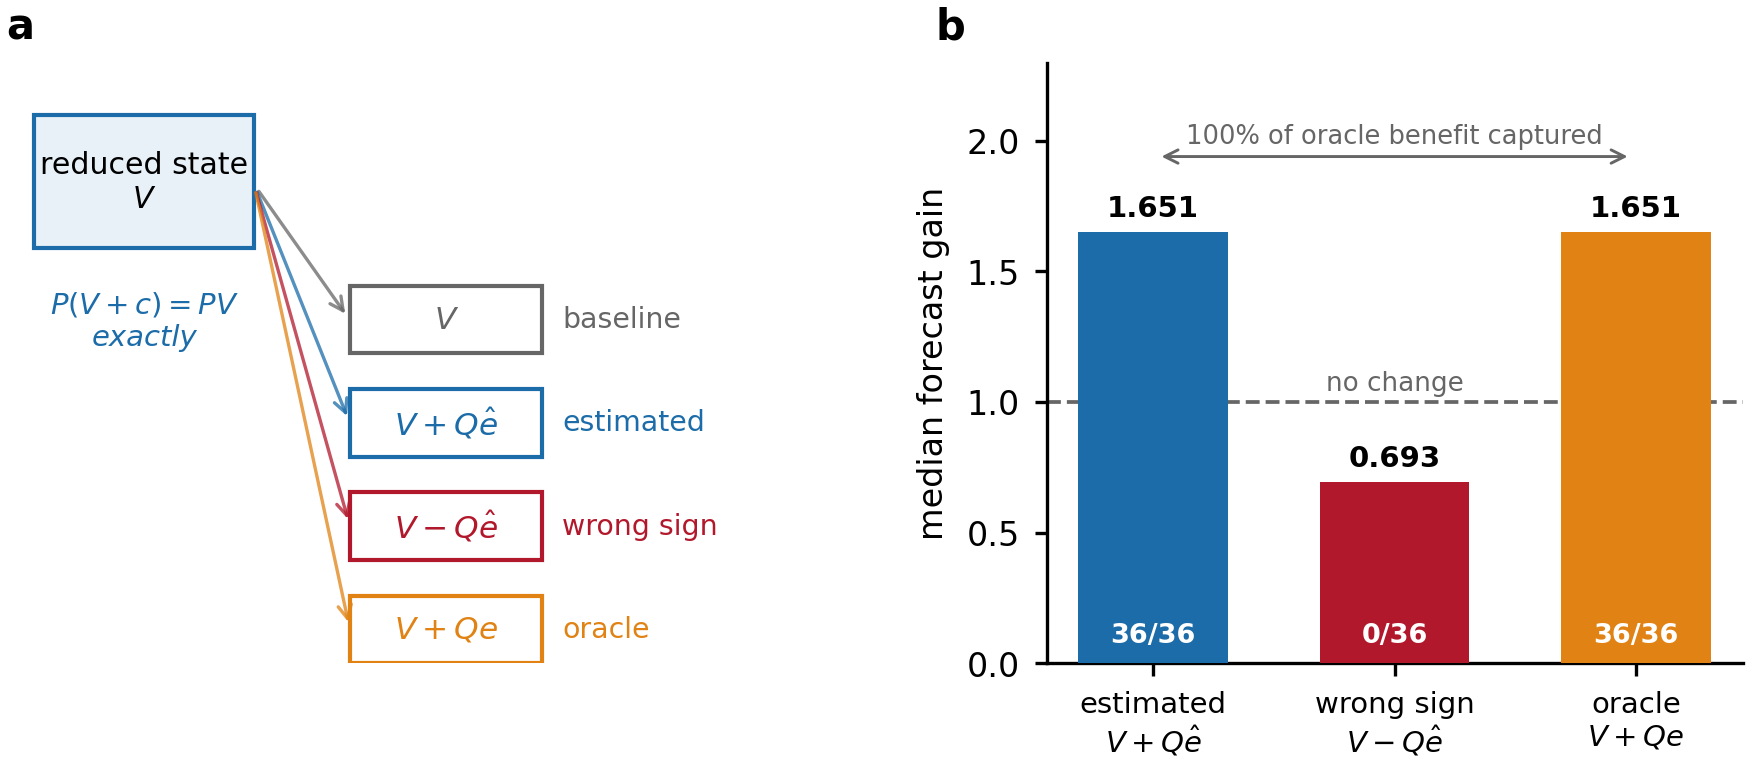 a
reduced state
V
P(V + c) = PV
exactly
V
baseline
V + Qê
estimated
V − Qê
wrong sign
V + Qe
oracle
b
median forecast gain
2.0
1.5
1.0
0.5
0.0
100% of oracle benefit captured
1.651
1.651
no change
0.693
36/36
0/36
36/36
estimated
V + Qê
wrong sign
V − Qê
oracle
V + Qe